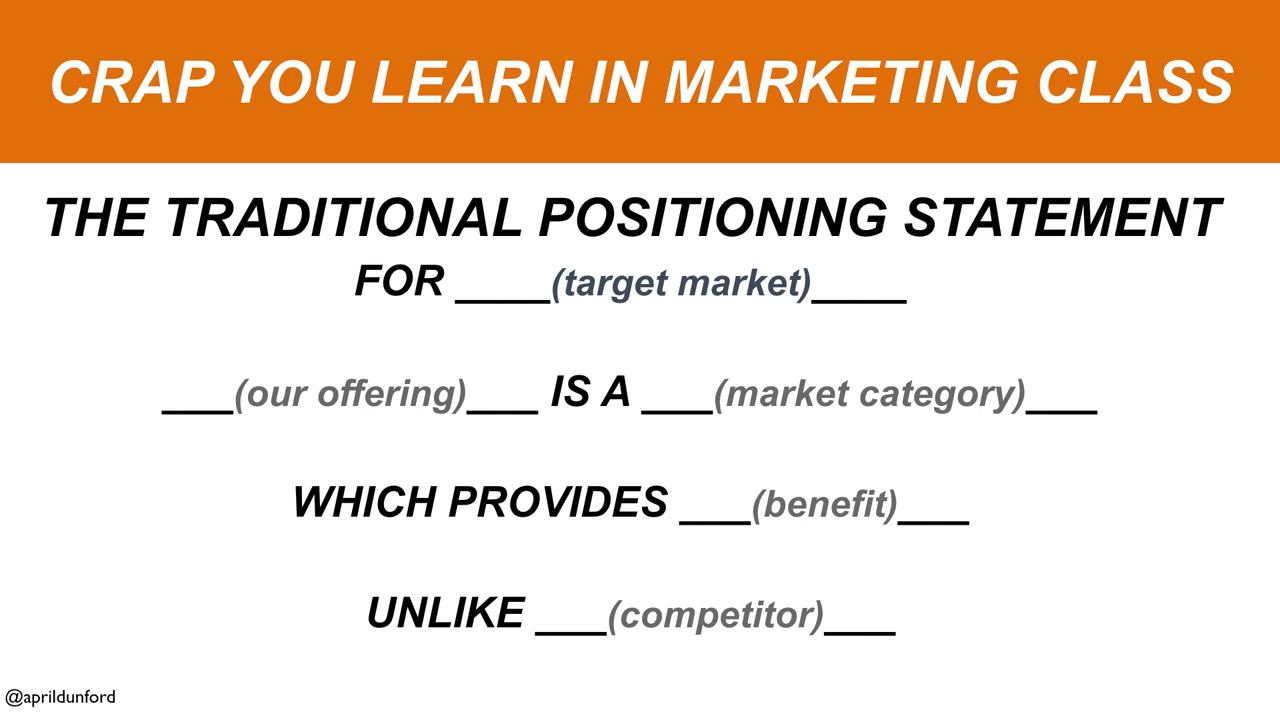 CRAP YOU LEARN IN MARKETING CLASS
THE TRADITIONAL POSITIONING STATEMENT
FOR ____(target market)____
___(our offering)___ IS A ___(market category)___
WHICH PROVIDES ___(benefit)___
UNLIKE ___(competitor)___
@aprildunford